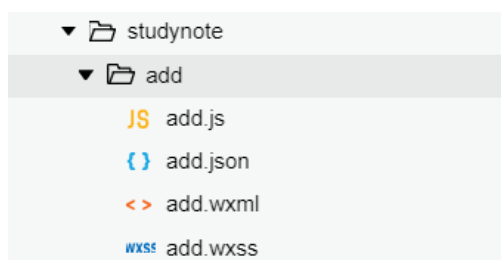 studynote
add
JS add.js
{ } add.json
< > add.wxml
WXSS add.wxss